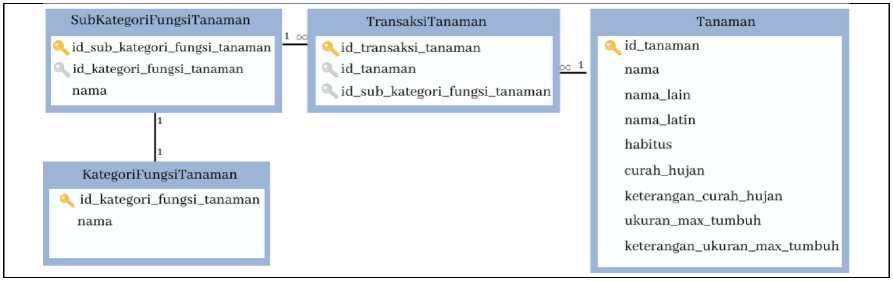 SubKategoriFungsiTanaman
id_sub_kategori_fungsi_tanaman
id_kategori_fungsi_tanaman
nama
1 ∞
TransaksiTanaman
id_transaksi_tanaman
id_tanaman
id_sub_kategori_fungsi_tanaman
∞ 1
Tanaman
id_tanaman
nama
nama_lain
nama_latin
habitus
curah_hujan
keterangan_curah_hujan
ukuran_max_tumbuh
keterangan_ukuran_max_tumbuh
1
1
KategoriFungsiTanaman
id_kategori_fungsi_tanaman
nama